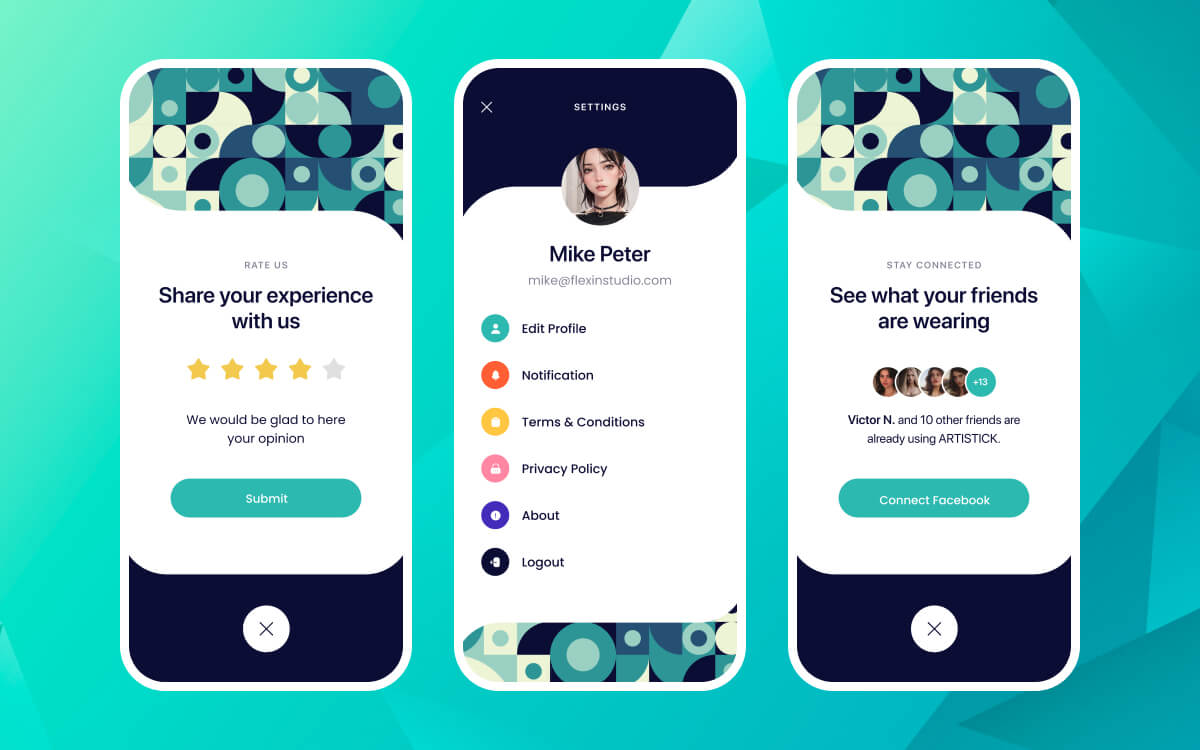 RATE US
Share your experience
with us
We would be glad to here
your opinion
Submit
SETTINGS
Mike Peter
mike@flexinstudio.com
Edit Profile
Notification
Terms & Conditions
Privacy Policy
About
Logout
STAY CONNECTED
See what your friends
are wearing
+13
Victor N. and 10 other friends are
already using ARTISTICK.
Connect Facebook